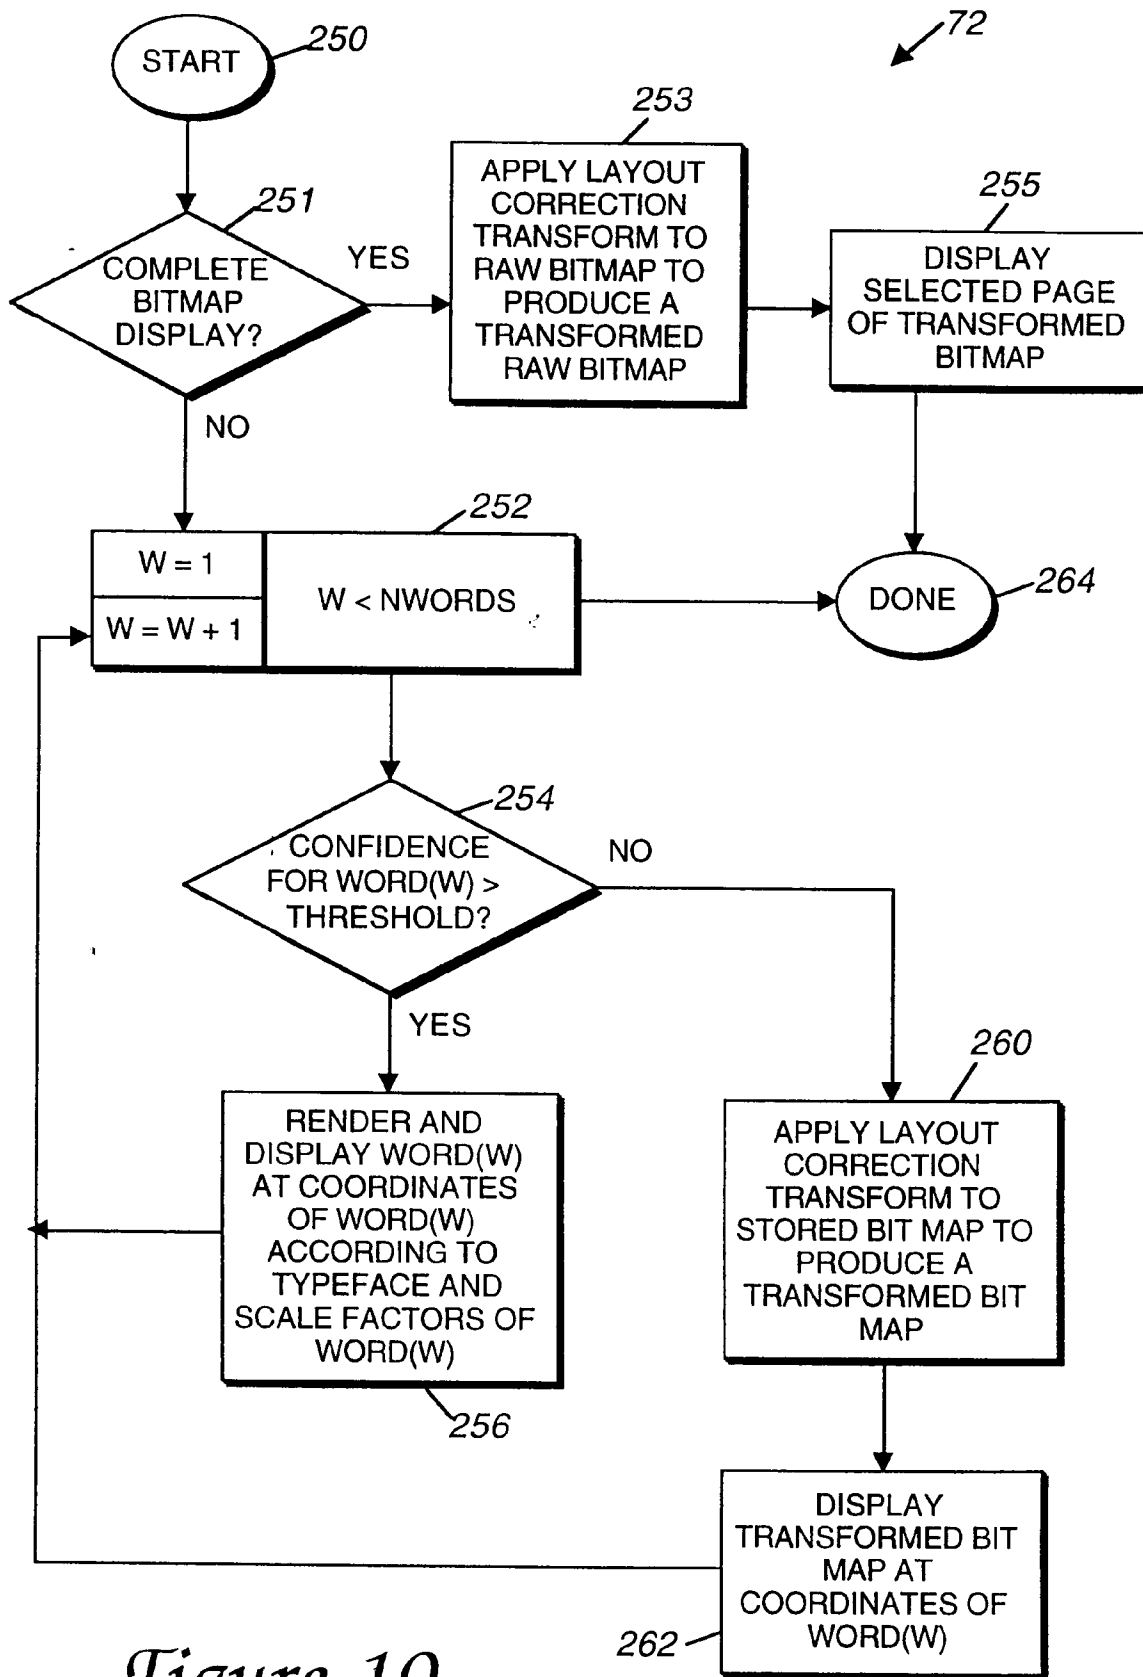 START
250
72
COMPLETE
BITMAP
DISPLAY?
251
YES
NO
253
APPLY LAYOUT
CORRECTION
TRANSFORM TO
RAW BITMAP TO
PRODUCE A
TRANSFORMED
RAW BITMAP
255
DISPLAY
SELECTED PAGE
OF TRANSFORMED
BITMAP
252
W = 1
W = W + 1
W < NWORDS
DONE
264
254
CONFIDENCE
FOR WORD(W) >
THRESHOLD?
NO
YES
RENDER AND
DISPLAY WORD(W)
AT COORDINATES
OF WORD(W)
ACCORDING TO
TYPEFACE AND
SCALE FACTORS OF
WORD(W)
256
260
APPLY LAYOUT
CORRECTION
TRANSFORM TO
STORED BIT MAP TO
PRODUCE A
TRANSFORMED BIT
MAP
DISPLAY
TRANSFORMED BIT
MAP AT
COORDINATES OF
WORD(W)
262
Figure 10